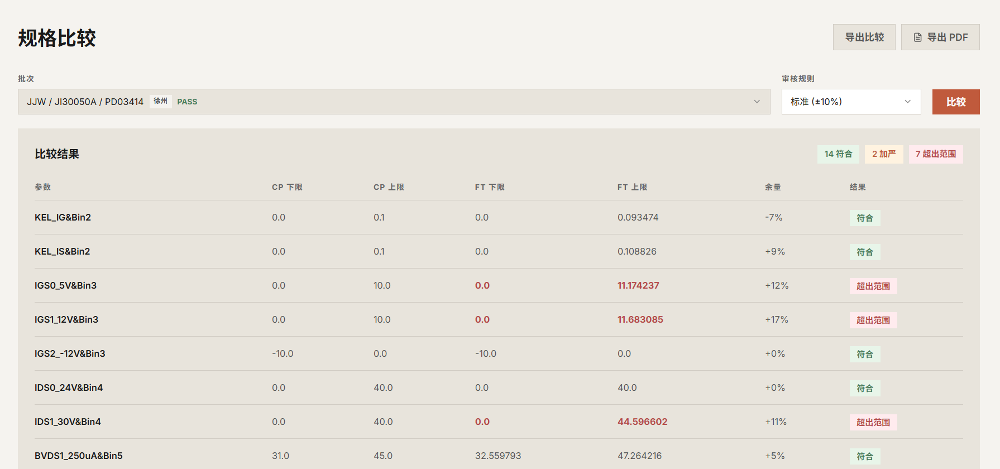 规格比较
导出比较
导出 PDF
批次
审核规则
JJW / JI30050A / PD03414 徐州 PASS
标准 (±10%)
比较
比较结果
14 符合
2 加严
7 超出范围
参数 CP 下限 CP 上限 FT 下限 FT 上限 余量 结果
KEL_IG&Bin2 0.0 0.1 0.0 0.093474 -7% 符合
KEL_IS&Bin2 0.0 0.1 0.0 0.108826 +9% 符合
IGS0_5V&Bin3 0.0 10.0 0.0 11.174237 +12% 超出范围
IGS1_12V&Bin3 0.0 10.0 0.0 11.683085 +17% 超出范围
IGS2_-12V&Bin3 -10.0 0.0 -10.0 0.0 +0% 符合
IDS0_24V&Bin4 0.0 40.0 0.0 40.0 +0% 符合
IDS1_30V&Bin4 0.0 40.0 0.0 44.596602 +11% 超出范围
BVDS1_250uA&Bin5 31.0 45.0 32.559793 47.264216 +5% 符合